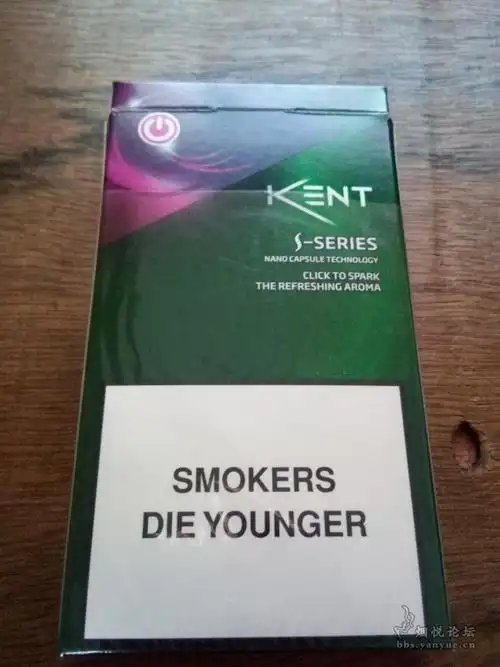 KENT
S-SERIES
NANO CAPSULE TECHNOLOGY
CLICK TO SPARK
THE REFRESHING AROMA
SMOKERS
DIE YOUNGER
烟悦论坛
bbs.yanyue.cn